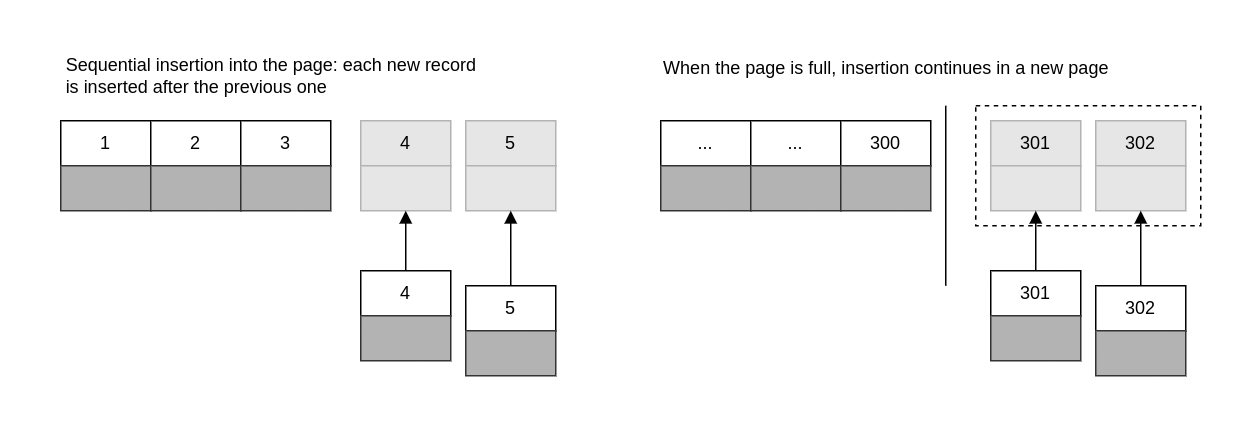 Sequential insertion into the page: each new record
is inserted after the previous one
1 2 3 4 5
4
5
When the page is full, insertion continues in a new page
... ... 300 301 302
301
302